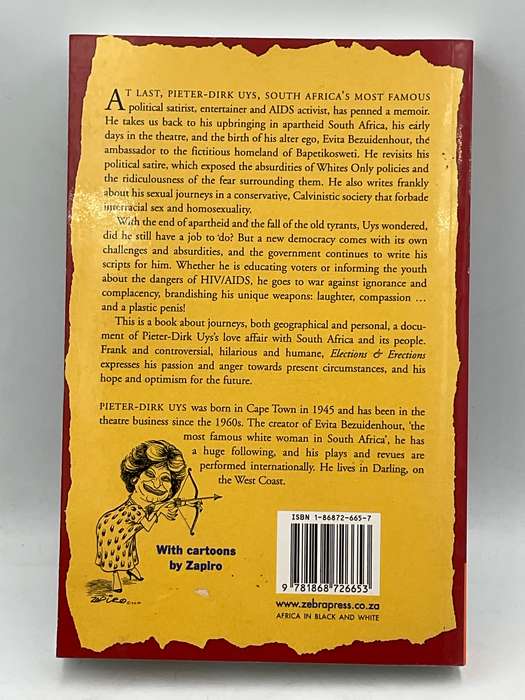 AT LAST, PIETER-DIRK UYS, SOUTH AFRICA'S MOST FAMOUS
political satirist, entertainer and AIDS activist, has penned a memoir.
He takes us back to his upbringing in apartheid South Africa, his early
days in the theatre, and the birth of his alter ego, Evita Bezuidenhout, the
ambassador to the fictitious homeland of Bapetikosweti. He revisits his
political satire, which exposed the absurdities of Whites Only policies and
the ridiculousness of the fear surrounding them. He also writes frankly
about his sexual journeys in a conservative, Calvinistic society that forbade
interracial sex and homosexuality.
With the end of apartheid and the fall of the old tyrants, Uys wondered,
did he still have a job to do? But a new democracy comes with its own
challenges and absurdities, and the government continues to write his
scripts for him. Whether he is educating voters or informing the youth
about the dangers of HIV/AIDS, he goes to war against ignorance and
complacency, brandishing his unique weapons: laughter, compassion ...
and a plastic penis!
This is a book about journeys, both geographical and personal, a docu-
ment of Pieter-Dirk Uys's love affair with South Africa and its people.
Frank and controversial, hilarious and humane, Elections & Erections
expresses his passion and anger towards present circumstances, and his
hope and optimism for the future.
PIETER-DIRK UYS was born in Cape Town in 1945 and has been in the
theatre business since the 1960s. The creator of Evita Bezuidenhout, 'the
most famous white woman in South Africa', he has
a huge following, and his plays and revues are
performed internationally. He lives in Darling, on
the West Coast.
With cartoons
by Zapiro
ZAPIRO
ISBN 1-86872-665-7
9 781868 726653
www.zebrapress.co.za
AFRICA IN BLACK AND WHITE